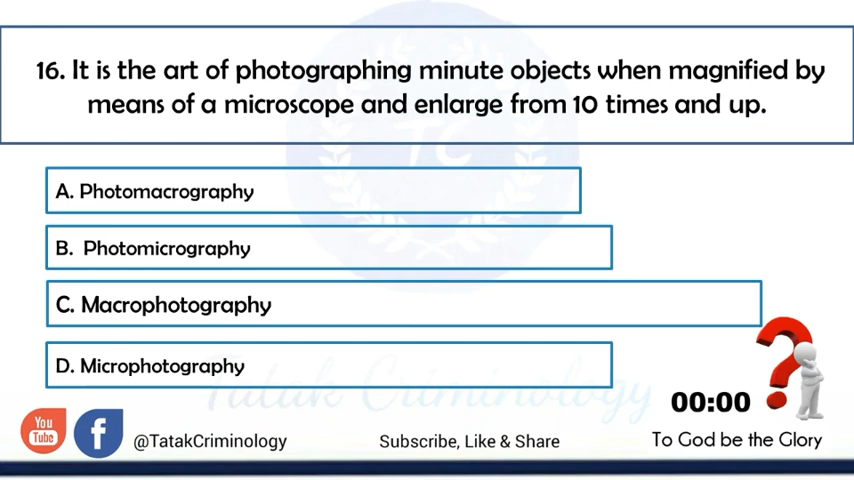 16. It is the art of photographing minute objects when magnified by
means of a microscope and enlarge from 10 times and up.
TC
A. Photomacrography
B. Photomicrography
C. Macrophotography
D. Microphotography
Tatak Criminology
00:00
You
Tube
f
@TatakCriminology
Subscribe, Like & Share
To God be the Glory